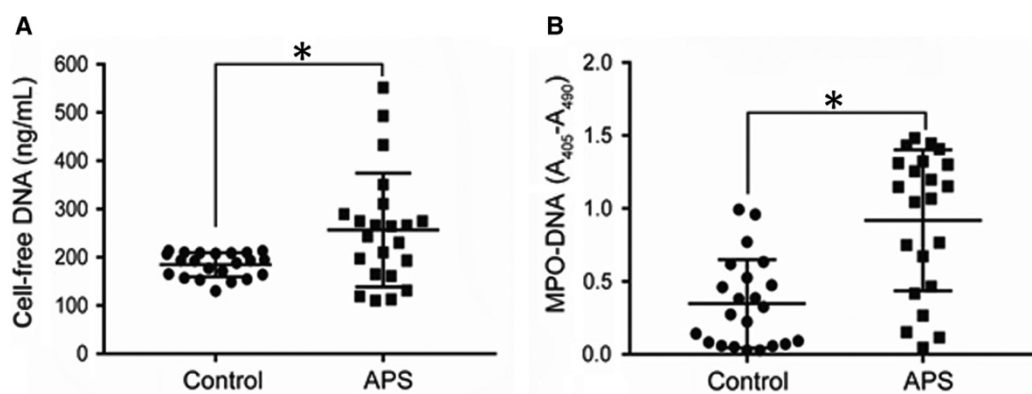 A
Cell-free DNA (ng/mL)
600
500
400
300
200
100
0
*
Control
APS
B
MPO-DNA (A405-A490)
2.0
1.5
1.0
0.5
0.0
*
Control
APS